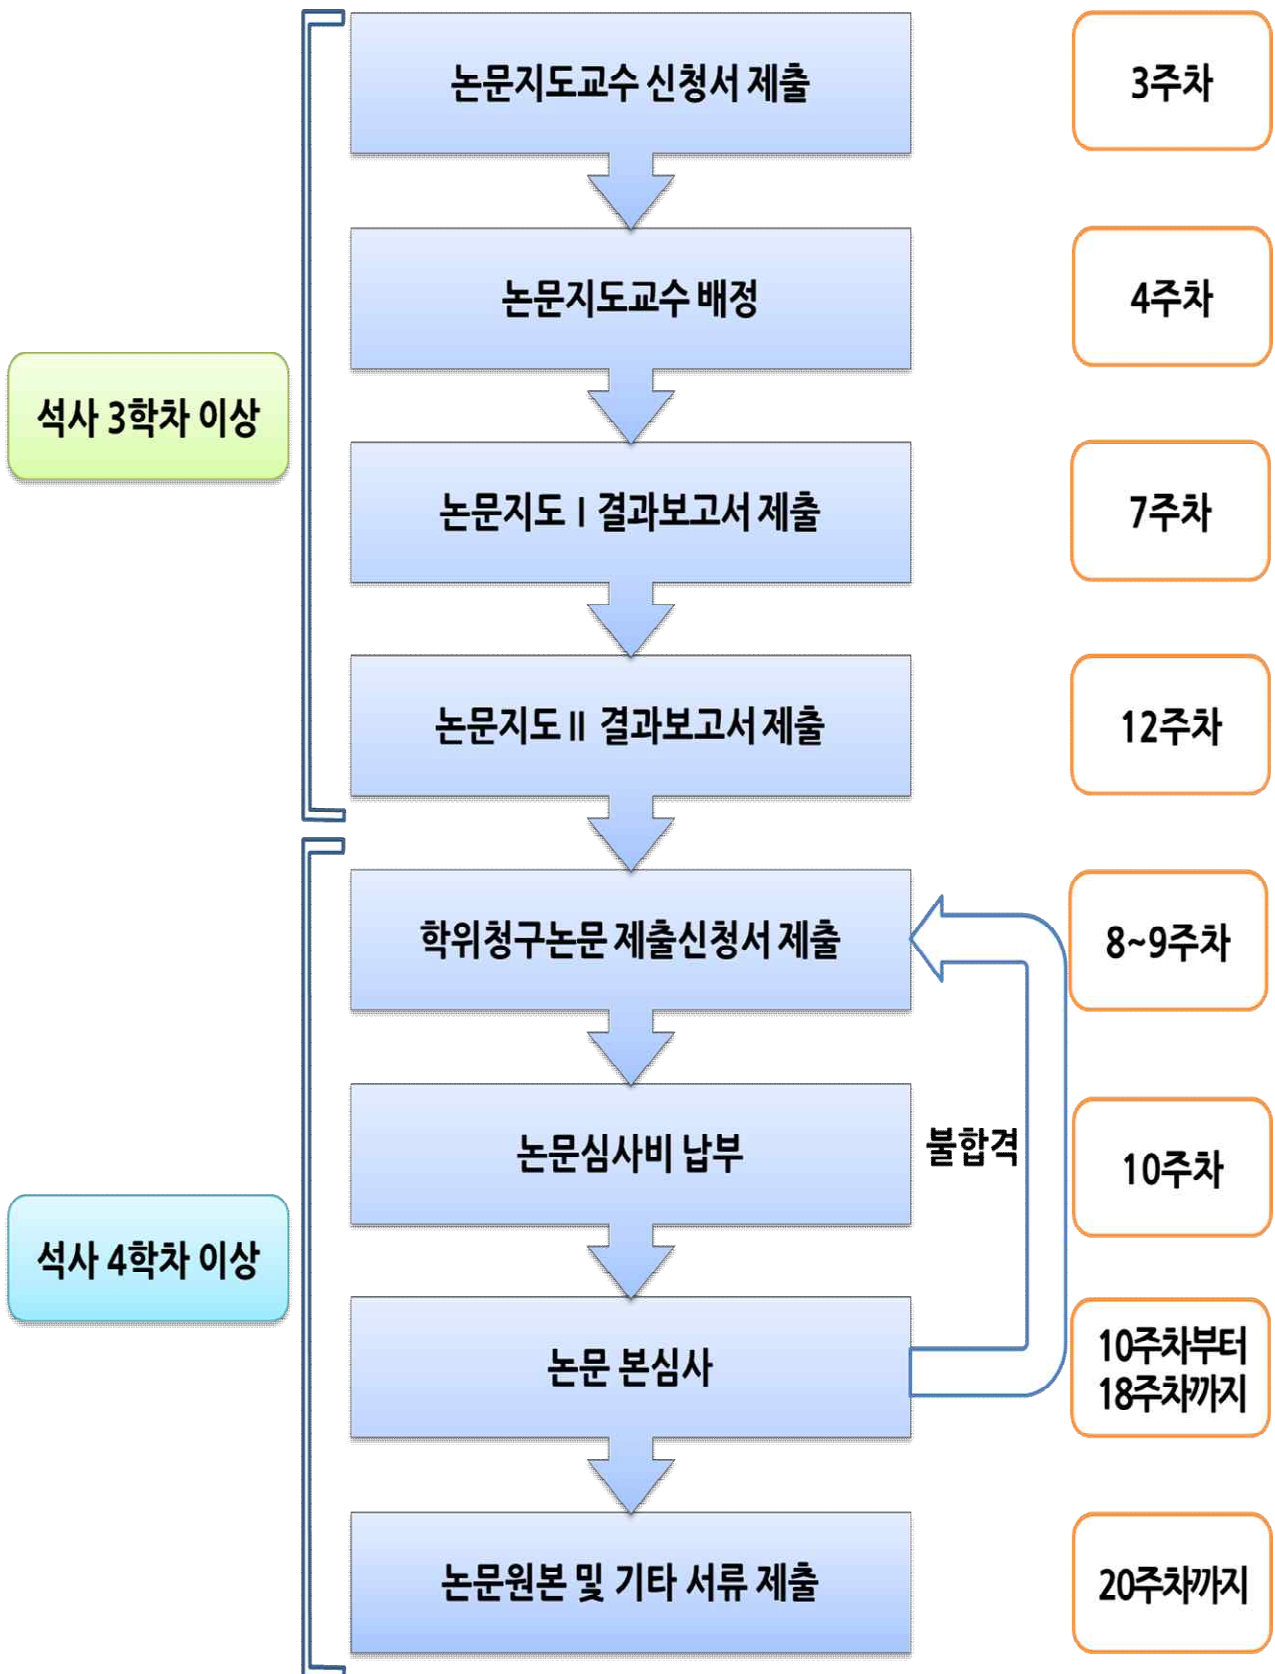 논문지도교수 신청서 제출
3주차
논문지도교수 배정
4주차
석사 3학차 이상
논문지도Ⅰ결과보고서 제출
7주차
논문지도Ⅱ 결과보고서 제출
12주차
학위청구논문 제출신청서 제출
8~9주차
논문심사비 납부
불합격
10주차
석사 4학차 이상
논문 본심사
10주차부터
18주차까지
논문원본 및 기타 서류 제출
20주차까지